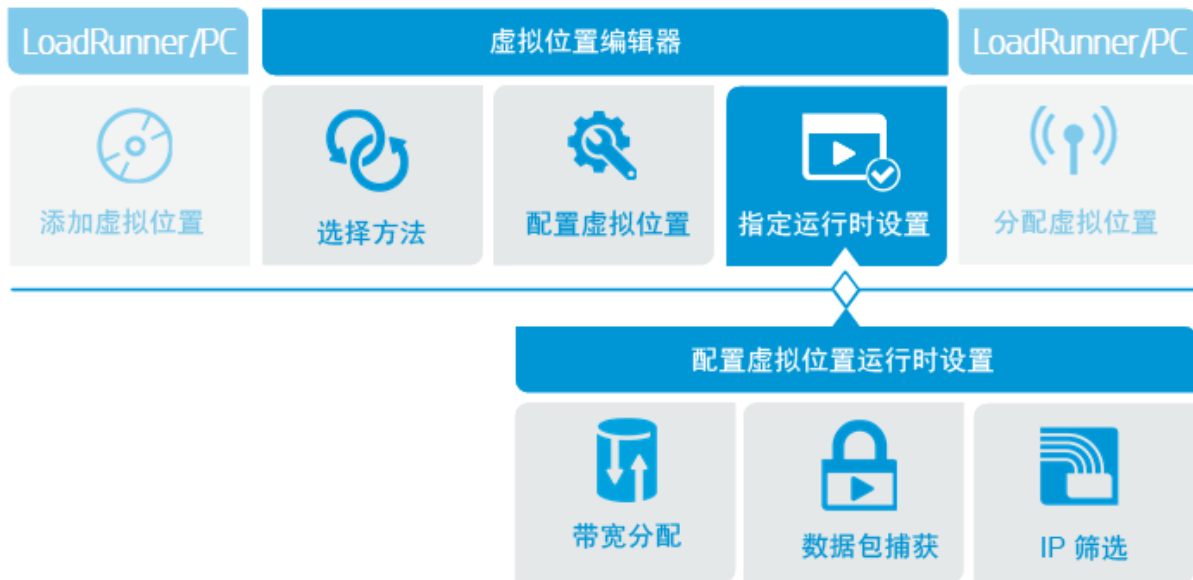 LoadRunner/PC
虚拟位置编辑器
LoadRunner/PC
添加虚拟位置
选择方法
配置虚拟位置
指定运行时设置
分配虚拟位置
配置虚拟位置运行时设置
带宽分配
数据包捕获
IP 筛选